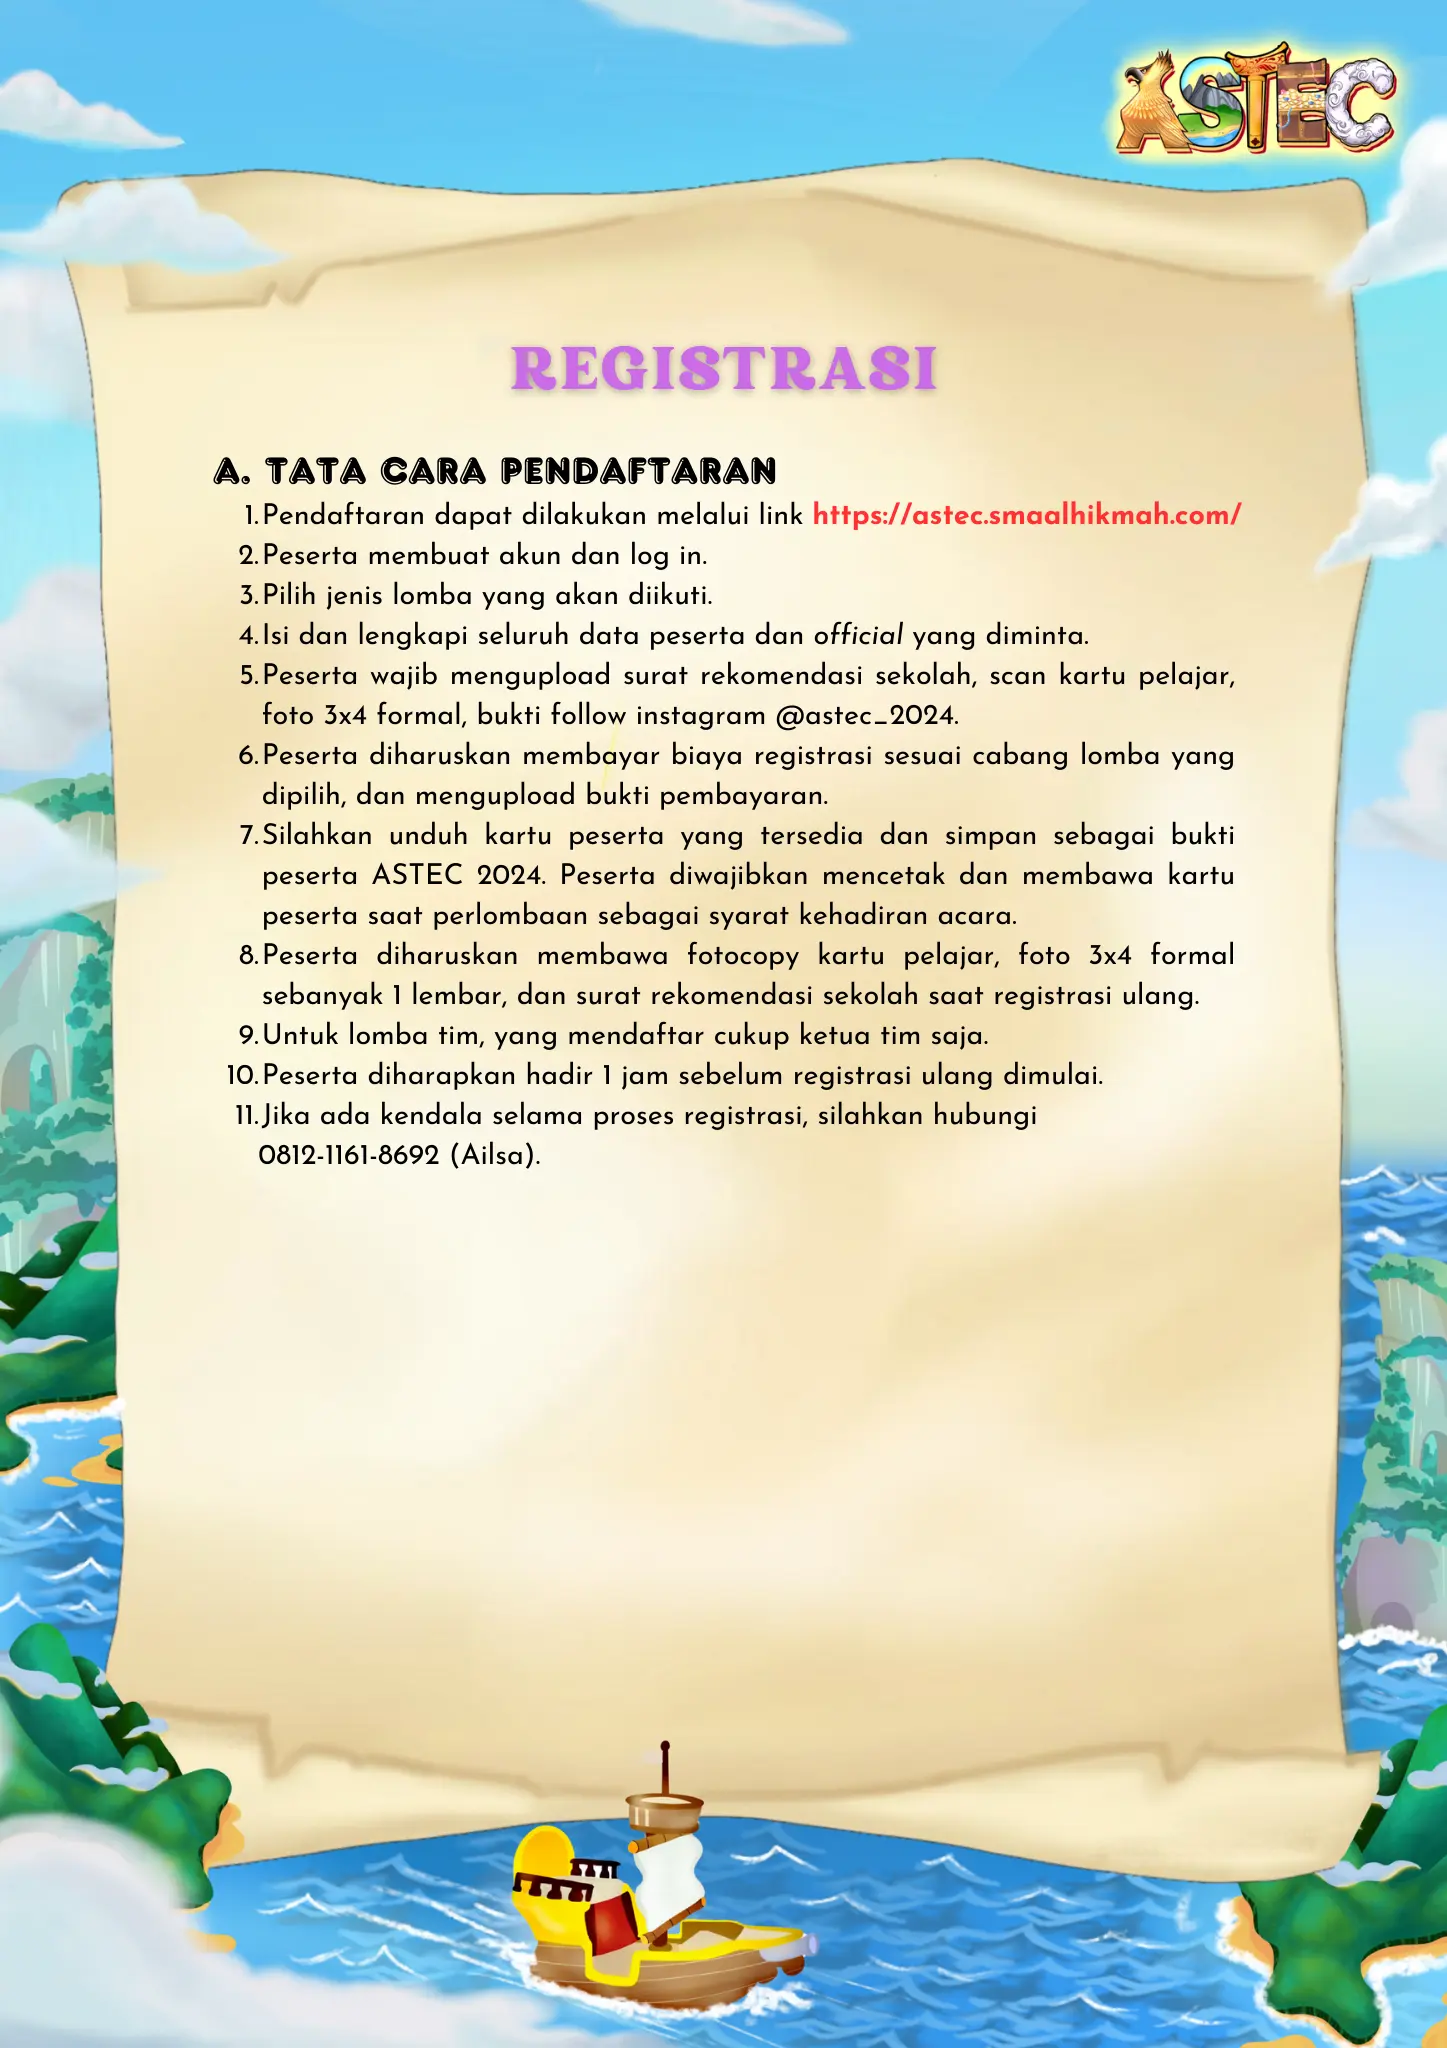 ASTEC
REGISTRASI
A. TATA CARA PENDAFTARAN
1. Pendaftaran dapat dilakukan melalui link https://astec.smaalhikmah.com/
2. Peserta membuat akun dan log in.
3. Pilih jenis lomba yang akan diikuti.
4. Isi dan lengkapi seluruh data peserta dan official yang diminta.
5. Peserta wajib mengupload surat rekomendasi sekolah, scan kartu pelajar,
foto 3x4 formal, bukti follow instagram @astec_2024.
6. Peserta diharuskan membayar biaya registrasi sesuai cabang lomba yang
dipilih, dan mengupload bukti pembayaran.
7. Silahkan unduh kartu peserta yang tersedia dan simpan sebagai bukti
peserta ASTEC 2024. Peserta diwajibkan mencetak dan membawa kartu
peserta saat perlombaan sebagai syarat kehadiran acara.
8. Peserta diharuskan membawa fotocopy kartu pelajar, foto 3x4 formal
sebanyak 1 lembar, dan surat rekomendasi sekolah saat registrasi ulang.
9. Untuk lomba tim, yang mendaftar cukup ketua tim saja.
10. Peserta diharapkan hadir 1 jam sebelum registrasi ulang dimulai.
11. Jika ada kendala selama proses registrasi, silahkan hubungi
0812-1161-8692 (Ailsa).